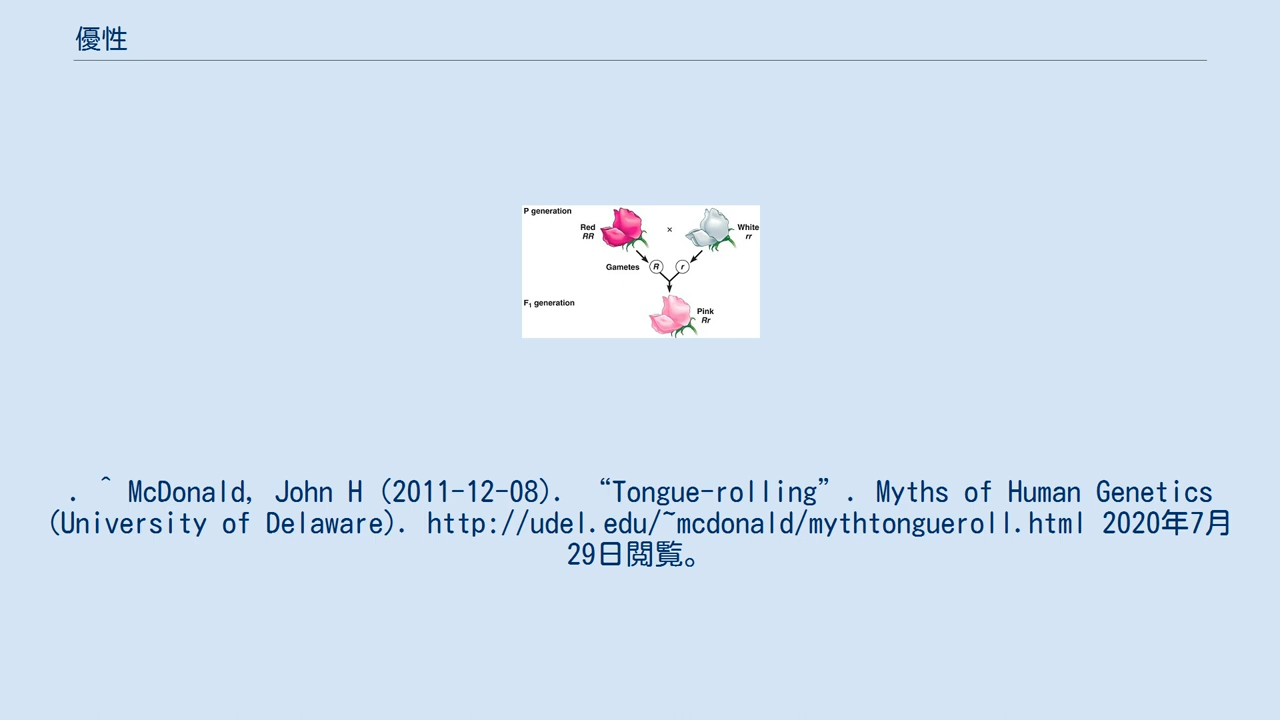 優性
P generation
Red
RR
×
White
rr
Gametes
R
r
F1 generation
Pink
Rr
. ^ McDonald, John H (2011-12-08). “Tongue-rolling”. Myths of Human Genetics
(University of Delaware). http://udel.edu/~mcdonald/mythtongueroll.html 2020年7月
29日閲覧。